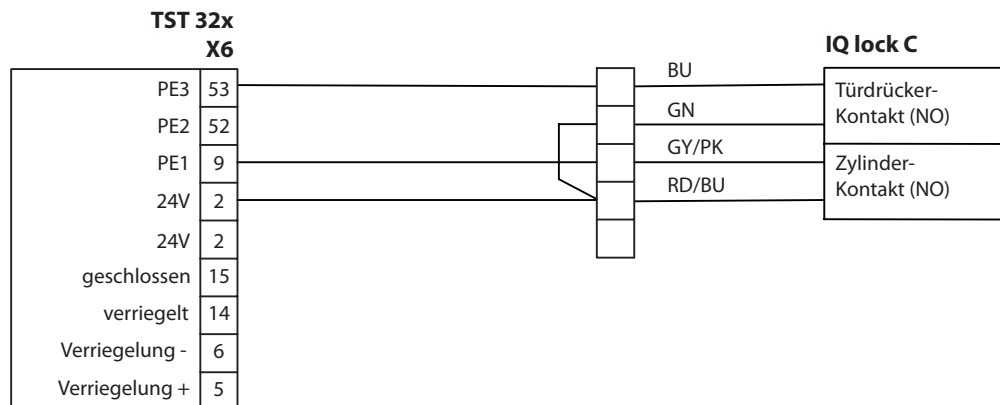 TST 32x
X6
IQ lock C
PE3 53
BU
Türdrücker-
Kontakt (NO)
PE2 52
GN
PE1 9
GY/PK
Zylinder-
Kontakt (NO)
24V 2
RD/BU
24V 2
geschlossen 15
verriegelt 14
Verriegelung - 6
Verriegelung + 5